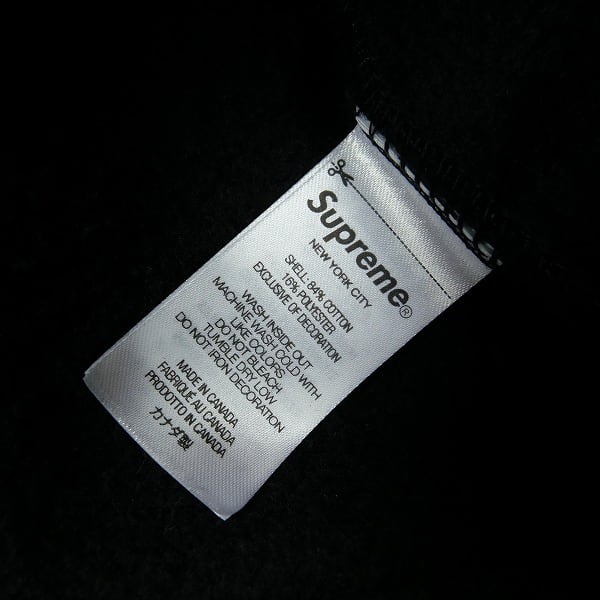 Supreme®
NEW YORK CITY
SHELL: 84% COTTON
16% POLYESTER
EXCLUSIVE OF DECORATION
WASH INSIDE OUT
MACHINE WASH COLD WITH
LIKE COLORS
DO NOT BLEACH
TUMBLE DRY LOW
DO NOT IRON DECORATION
MADE IN CANADA
FABRIQUE AU CANADA
PRODOTTO IN CANADA
カナダ製